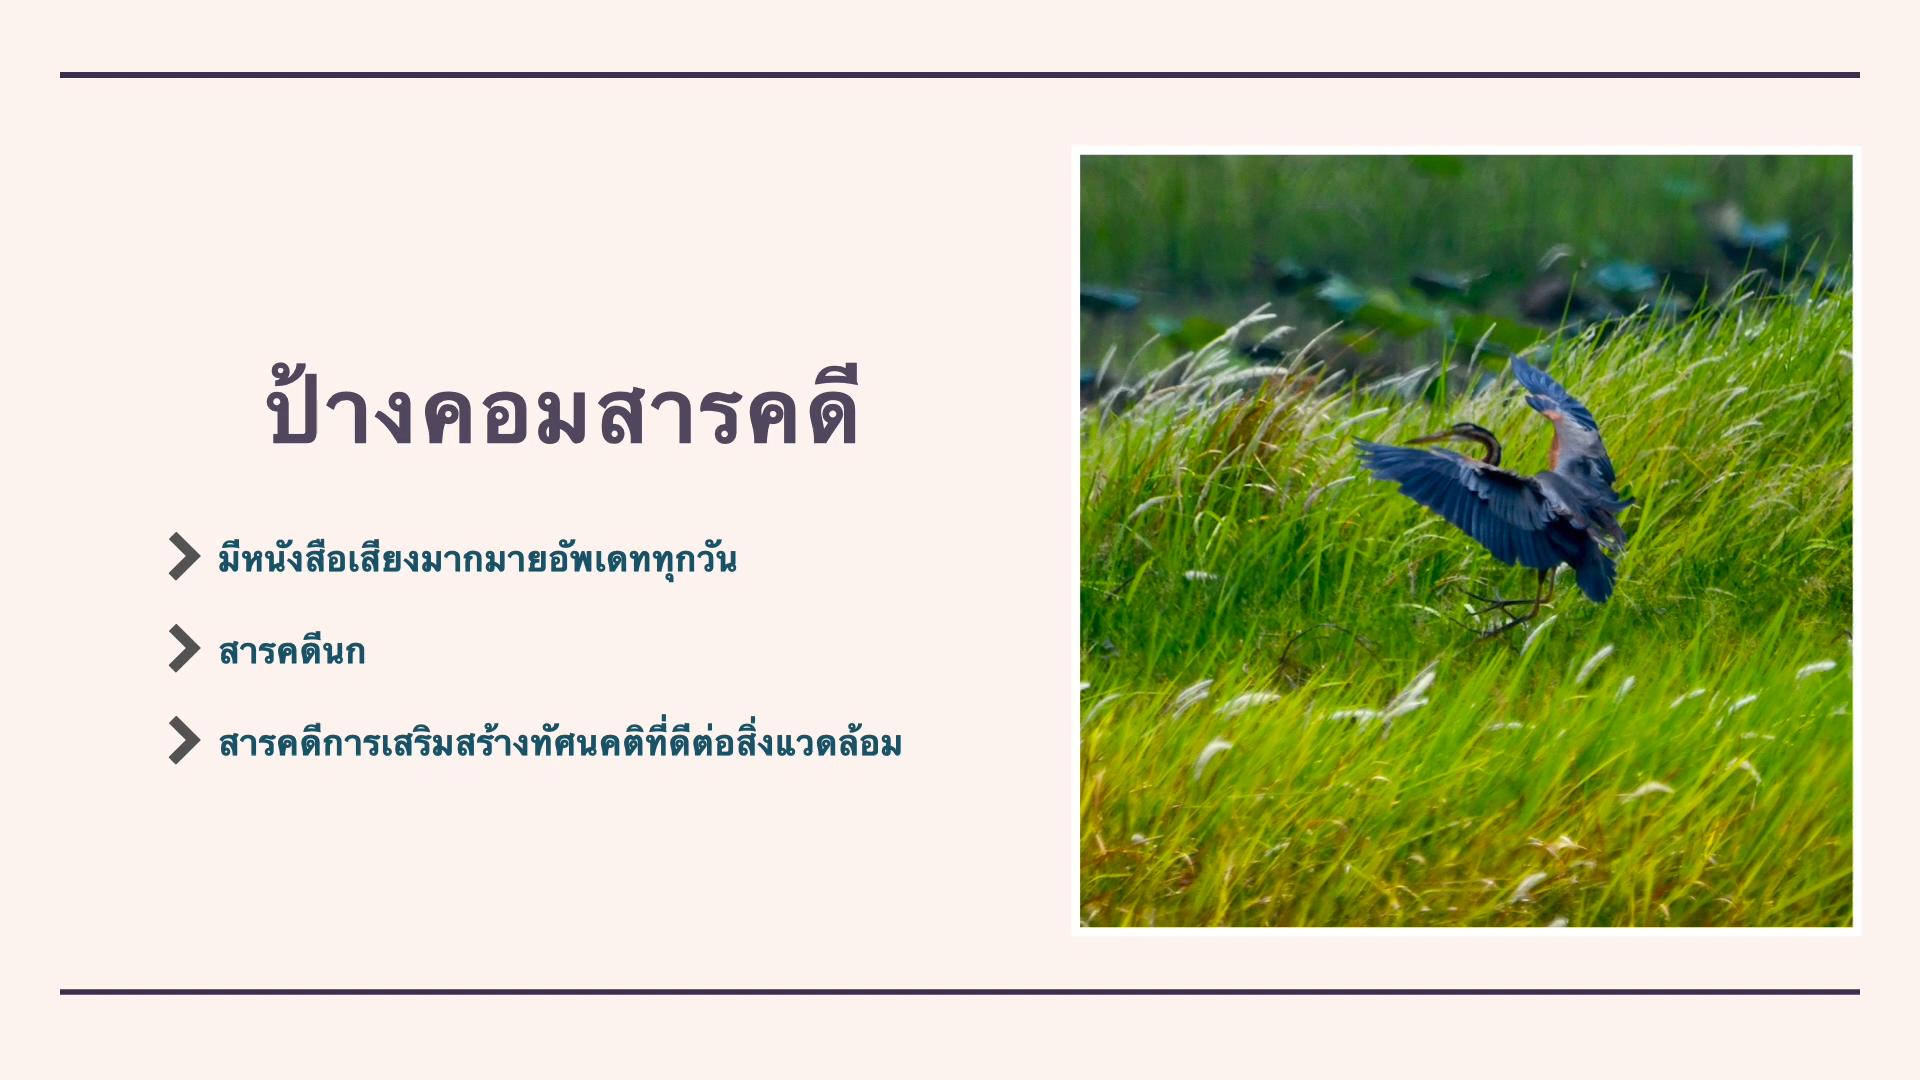 ป้างคอมสารคดี
มีหนังสือเสียงมากมายอัพเดททุกวัน
สารคดีนก
สารคดีการเสริมสร้างทัศนคติที่ดีต่อสิ่งแวดล้อม